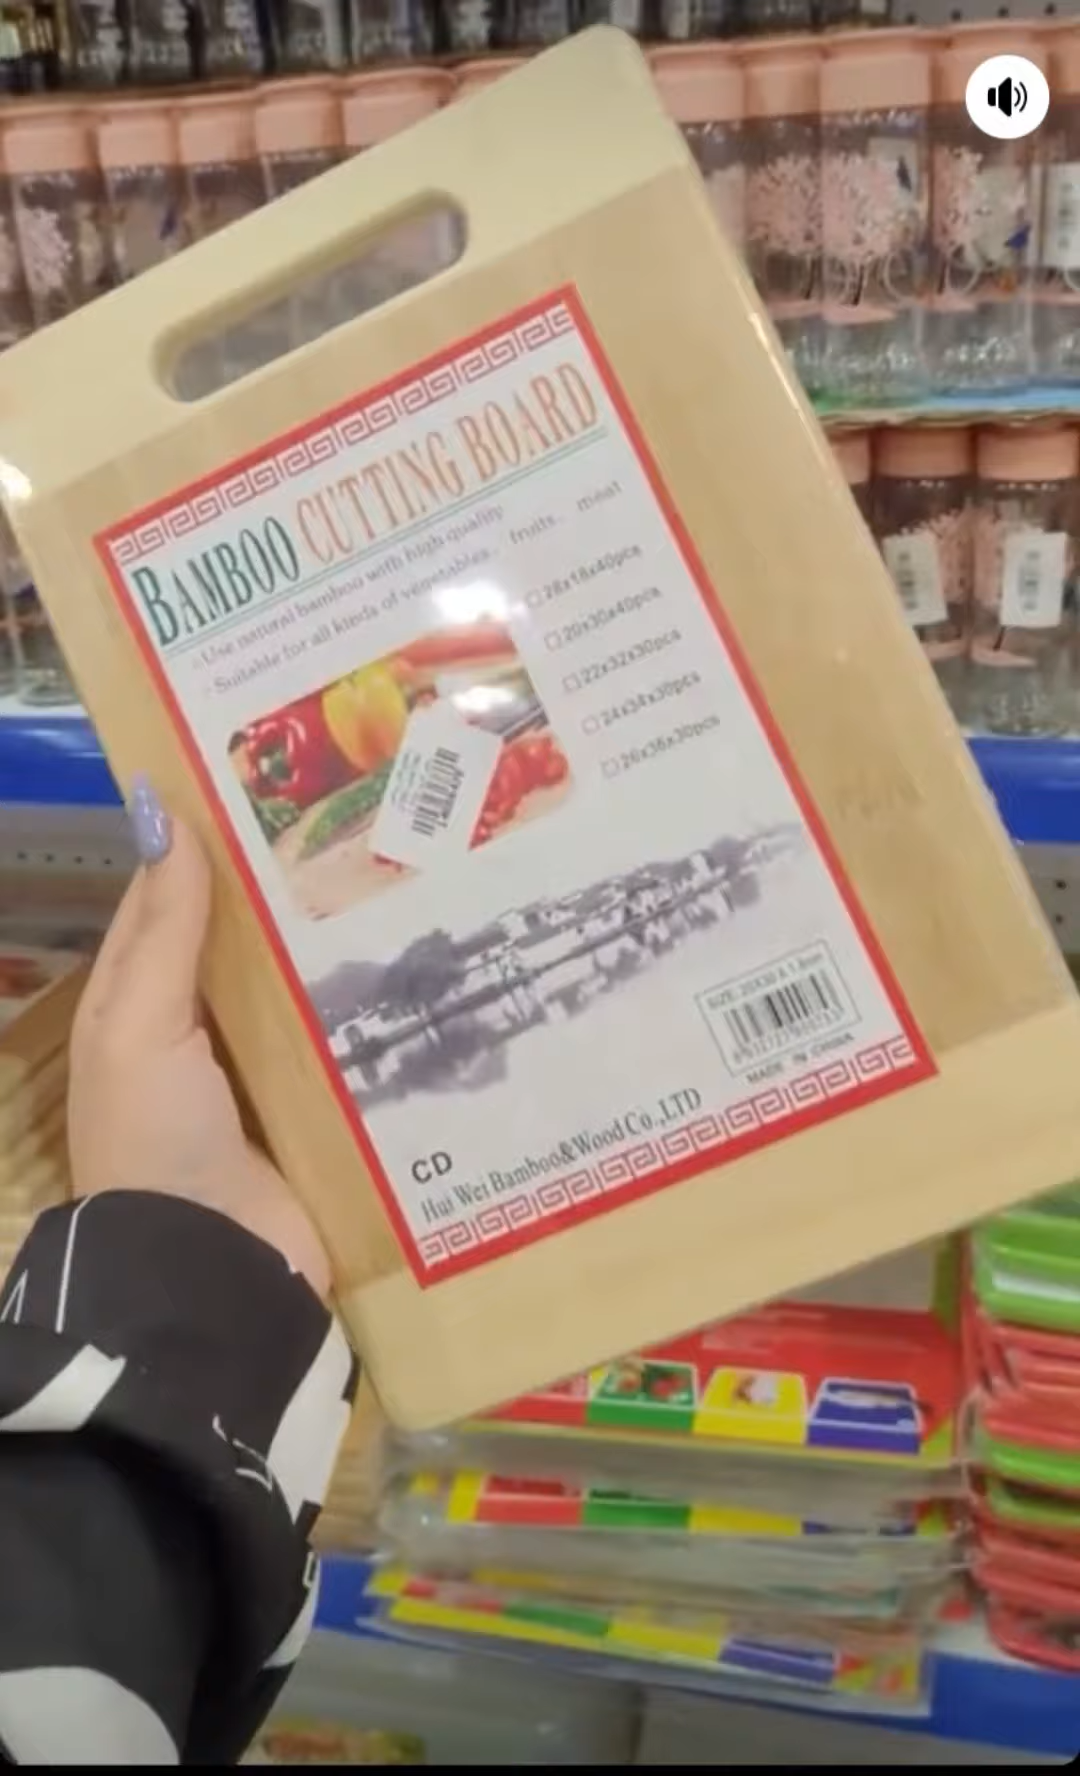 BAMBOO CUTTING BOARD
Use natural bamboo with high quality
Suitable for all kinds of vegetables, fruits, meat
28x18x40pcs
20x30x40pcs
22x32x30pcs
24x34x30pcs
26x36x30pcs
MADE IN CHINA
CD
Hui Wei Bamboo&Wood Co.,LTD